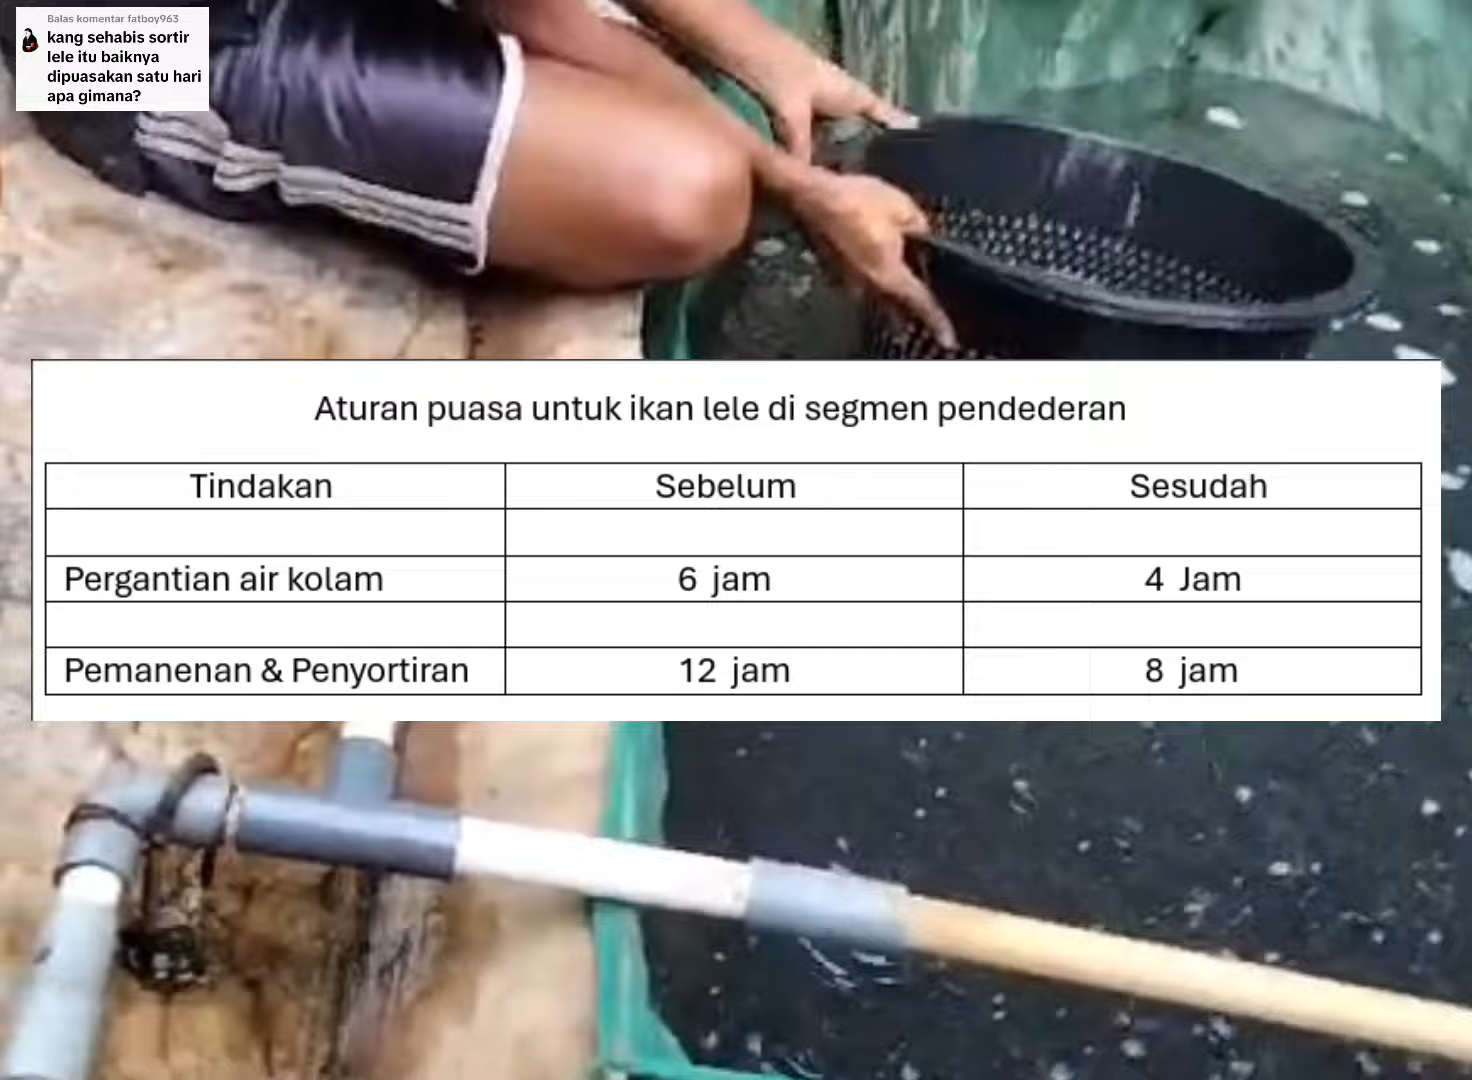 Balas komentar fatboy963
kang sehabis sortir
lele itu baiknya
dipuasakan satu hari
apa gimana?
Aturan puasa untuk ikan lele di segmen pendederan
Tindakan Sebelum Sesudah
Pergantian air kolam 6 jam 4 Jam
Pemanenan & Penyortiran 12 jam 8 jam